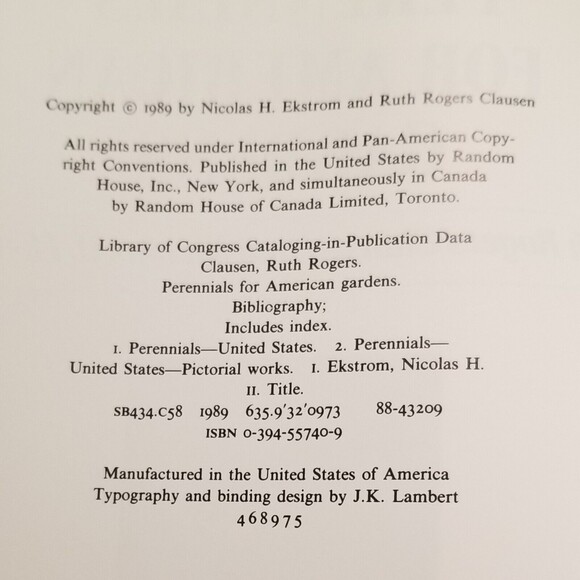 Copyright © 1989 by Nicolas H. Ekstrom and Ruth Rogers Clausen
All rights reserved under International and Pan-American Copy-
right Conventions. Published in the United States by Random
House, Inc., New York, and simultaneously in Canada
by Random House of Canada Limited, Toronto.
Library of Congress Cataloging-in-Publication Data
Clausen, Ruth Rogers.
Perennials for American gardens.
Bibliography;
Includes index.
1. Perennials—United States. 2. Perennials—
United States—Pictorial works. I. Ekstrom, Nicolas H.
II. Title.
SB434.C58 1989 635.9'32'0973 88-43209
ISBN 0-394-55740-9
Manufactured in the United States of America
Typography and binding design by J.K. Lambert
468975